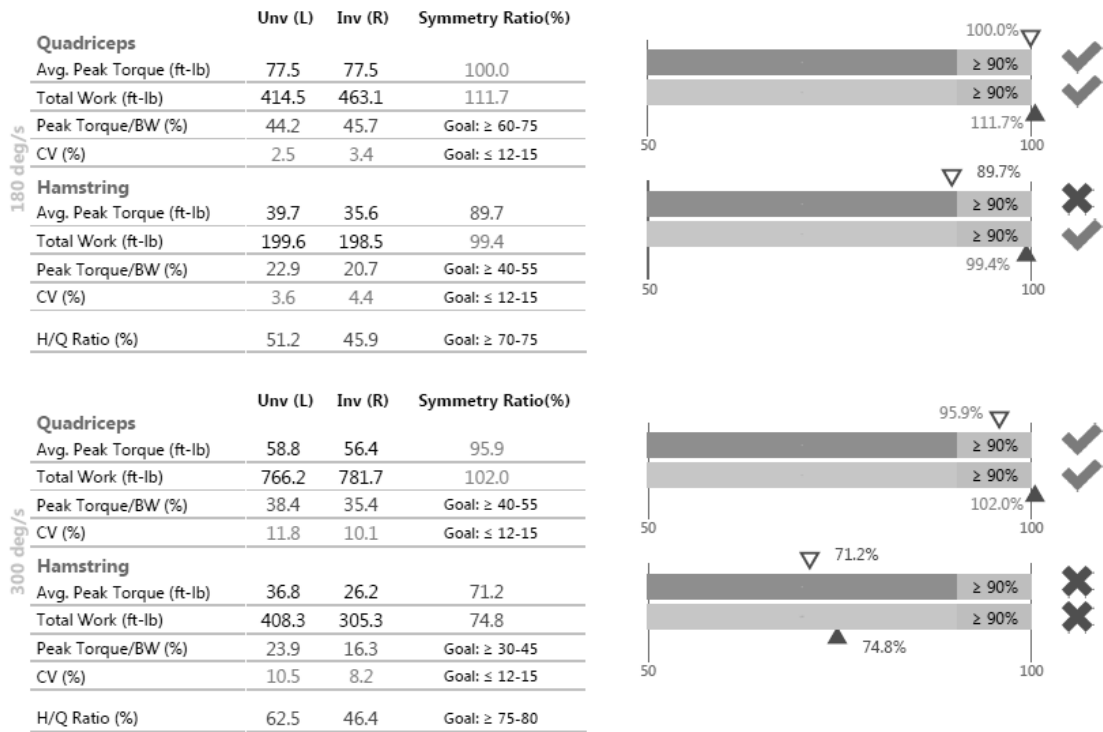 Unv (L) Inv (R) Symmetry Ratio(%)
Quadriceps
Avg. Peak Torque (ft-lb) 77.5 77.5 100.0
Total Work (ft-lb) 414.5 463.1 111.7
Peak Torque/BW (%) 44.2 45.7 Goal: ≥ 60-75
CV (%) 2.5 3.4 Goal: ≤ 12-15
Hamstring
Avg. Peak Torque (ft-lb) 39.7 35.6 89.7
Total Work (ft-lb) 199.6 198.5 99.4
Peak Torque/BW (%) 22.9 20.7 Goal: ≥ 40-55
CV (%) 3.6 4.4 Goal: ≤ 12-15
H/Q Ratio (%) 51.2 45.9 Goal: ≥ 70-75
180 deg/s
100.0%
≥ 90%
≥ 90%
111.7%
50 100
89.7%
≥ 90%
≥ 90%
99.4%
50 100
Unv (L) Inv (R) Symmetry Ratio(%)
Quadriceps
Avg. Peak Torque (ft-lb) 58.8 56.4 95.9
Total Work (ft-lb) 766.2 781.7 102.0
Peak Torque/BW (%) 38.4 35.4 Goal: ≥ 40-55
CV (%) 11.8 10.1 Goal: ≤ 12-15
Hamstring
Avg. Peak Torque (ft-lb) 36.8 26.2 71.2
Total Work (ft-lb) 408.3 305.3 74.8
Peak Torque/BW (%) 23.9 16.3 Goal: ≥ 30-45
CV (%) 10.5 8.2 Goal: ≤ 12-15
H/Q Ratio (%) 62.5 46.4 Goal: ≥ 75-80
300 deg/s
95.9%
≥ 90%
≥ 90%
102.0%
50 100
71.2%
≥ 90%
≥ 90%
74.8%
50 100